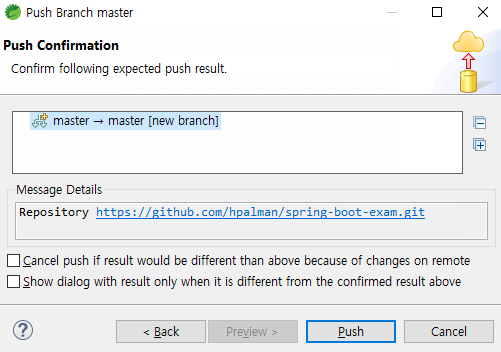 Push Branch master
Push Confirmation
Confirm following expected push result.
master → master [new branch]
Message Details
Repository https://github.com/hpalman/spring-boot-exam.git
Cancel push if result would be different than above because of changes on remote
Show dialog with result only when it is different from the confirmed result above
? < Back Preview > Push Cancel